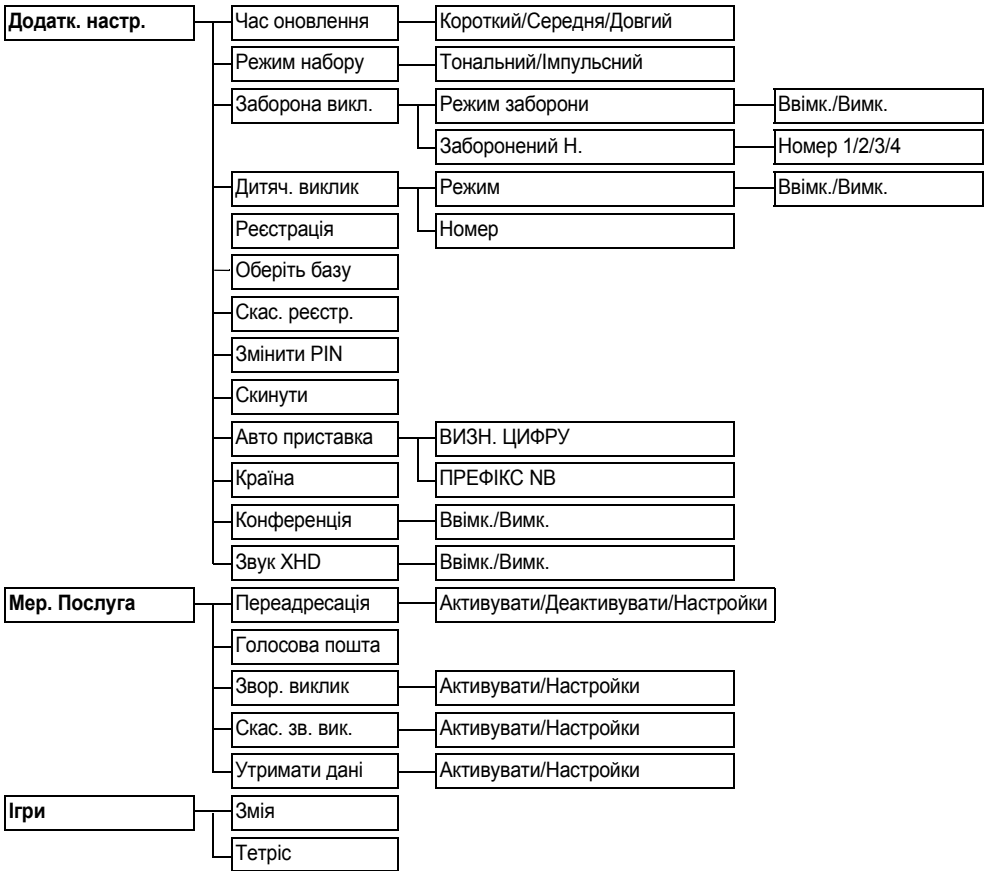 Додатк. настр. Час оновлення Короткий/Середня/Довгий
Режим набору Тональний/Імпульсний
Заборона викл. Режим заборони Ввімк./Вимк.
Заборонений Н. Номер 1/2/3/4
Дитяч. виклик Режим Ввімк./Вимк.
Реєстрація Номер
Оберіть базу
Скас. реєстр.
Змінити PIN
Скинути
Авто приставка ВИЗН. ЦИФРУ
Країна ПРЕФІКС NB
Конференція Ввімк./Вимк.
Звук XHD Ввімк./Вимк.
Мер. Послуга Переадресація Активувати/Деактивувати/Настройки
Голосова пошта
Звор. виклик Активувати/Настройки
Скас. зв. вик. Активувати/Настройки
Утримати дані Активувати/Настройки
Ігри Змія
Тетріс